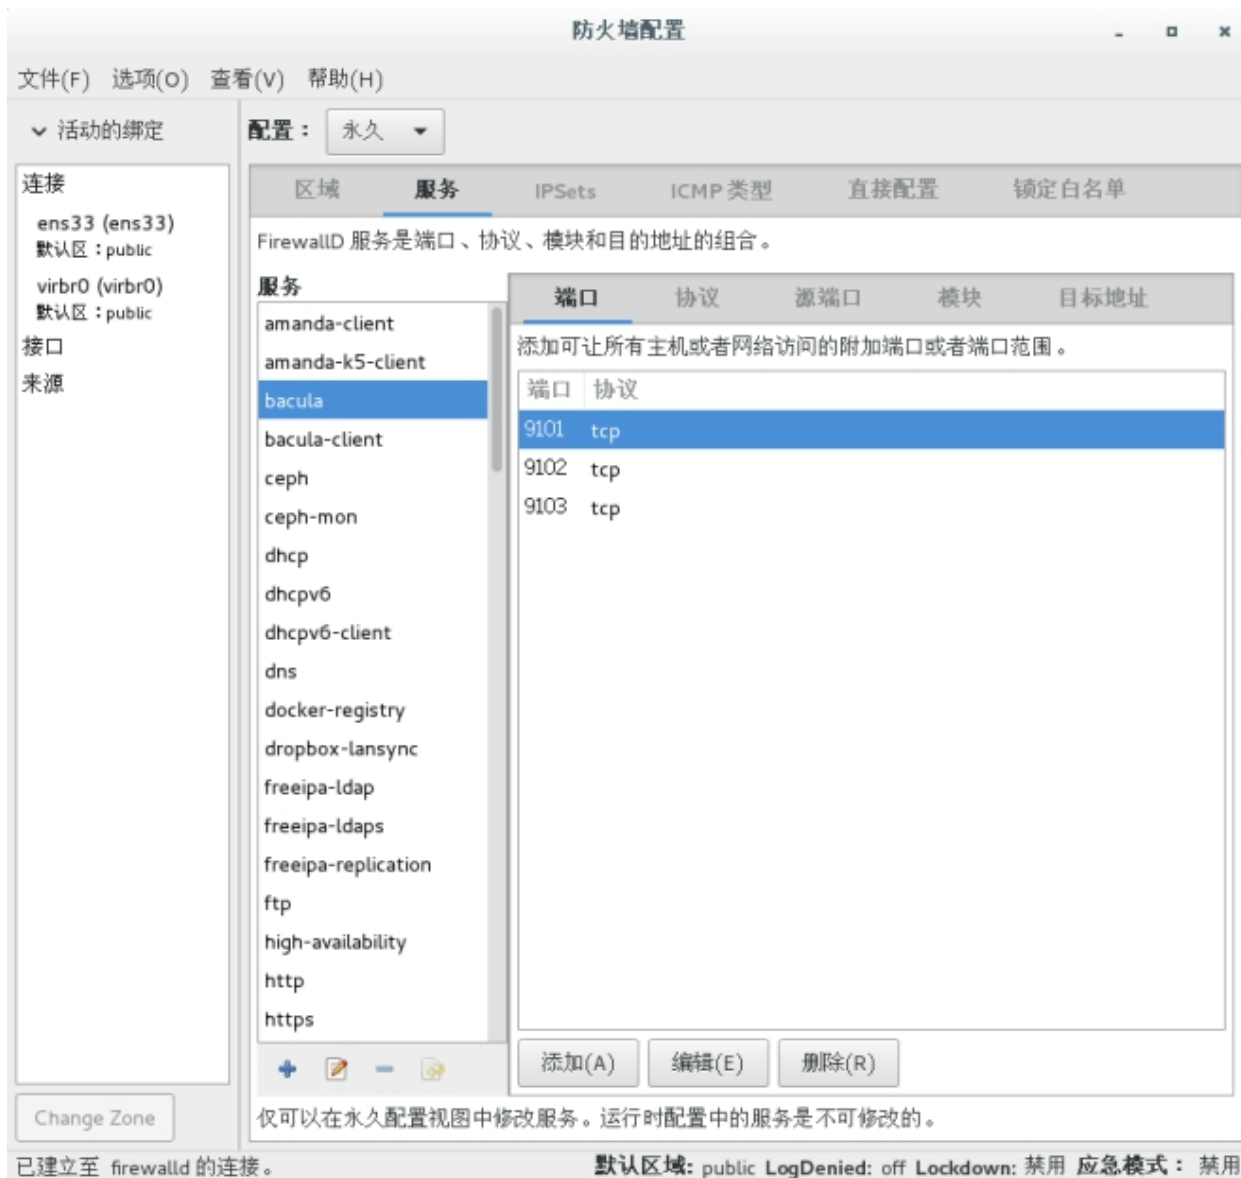 防火墙配置
文件(F) 选项(O) 查看(V) 帮助(H)
活动的绑定
配置： 永久
连接
ens33 (ens33)
默认区：public
virbr0 (virbr0)
默认区：public
接口
来源
区域 服务 IPSets ICMP 类型 直接配置 锁定白名单
FirewallD 服务是端口、协议、模块和目的地址的组合。
服务
amanda-client
amanda-k5-client
bacula
bacula-client
ceph
ceph-mon
dhcp
dhcpv6
dhcpv6-client
dns
docker-registry
dropbox-lansync
freeipa-ldap
freeipa-ldaps
freeipa-replication
ftp
high-availability
http
https
端口 协议 源端口 模块 目标地址
添加可让所有主机或者网络访问的附加端口或者端口范围。
端口 协议
9101 tcp
9102 tcp
9103 tcp
添加(A) 编辑(E) 删除(R)
Change Zone
仅可以在永久配置视图中修改服务。运行时配置中的服务是不可修改的。
已建立至 firewalld 的连接。
默认区域: public LogDenied: off Lockdown: 禁用 应急模式： 禁用